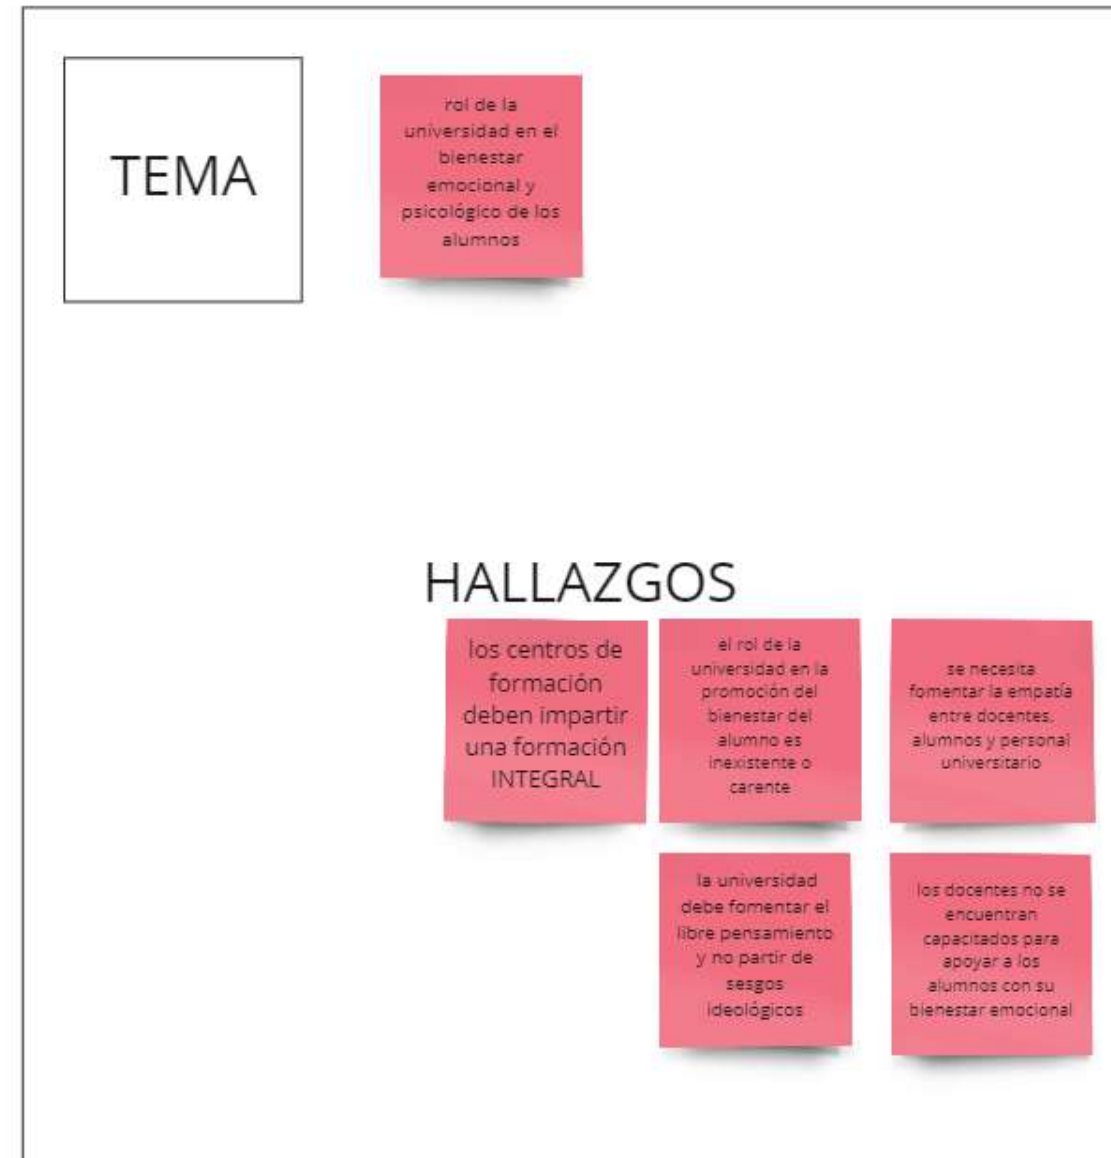 TEMA
rol de la
universidad en el
bienestar
emocional y
psicológico de los
alumnos
HALLAZGOS
los centros de
formación
deben impartir
una formación
INTEGRAL
el rol de la
universidad en la
promoción del
bienestar del
alumno es
inexistente o
carente
se necesita
fomentar la empatía
entre docentes,
alumnos y personal
universitario
la universidad
debe fomentar el
libre pensamiento
y no partir de
sesgos
ideológicos
los docentes no se
encuentran
capacitados para
apoyar a los
alumnos con su
bienestar emocional